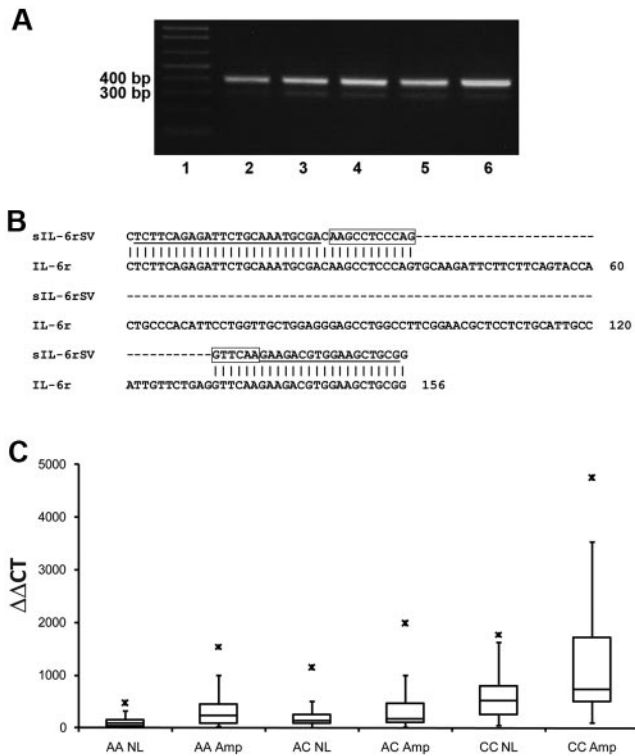 A
400 bp
300 bp
1 2 3 4 5 6
B
sIL-6rSV CTCTTCAGAGATTCTGCAAATGCGACAAGCCTCCCAG-----------------------
IL-6r CTCTTCAGAGATTCTGCAAATGCGACAAGCCTCCCAGTGCAAGATTCTTCTTCAGTACCA 60
sIL-6rSV ------------------------------------------------------------
IL-6r CTGCCCACATTCCTGGTTGCTGGAGGGAGCCTGGCCTTCGGAACGCTCCTCTGCATTGCC 120
sIL-6rSV -----------GTTCAAGAAGACGTGGAAGCTGCGG
IL-6r ATTGTTCTGAGGTTCAAGAAGACGTGGAAGCTGCGG 156
C
ΔΔCT
5000
4000
3000
2000
1000
0
AA NL AA Amp AC NL AC Amp CC NL CC Amp